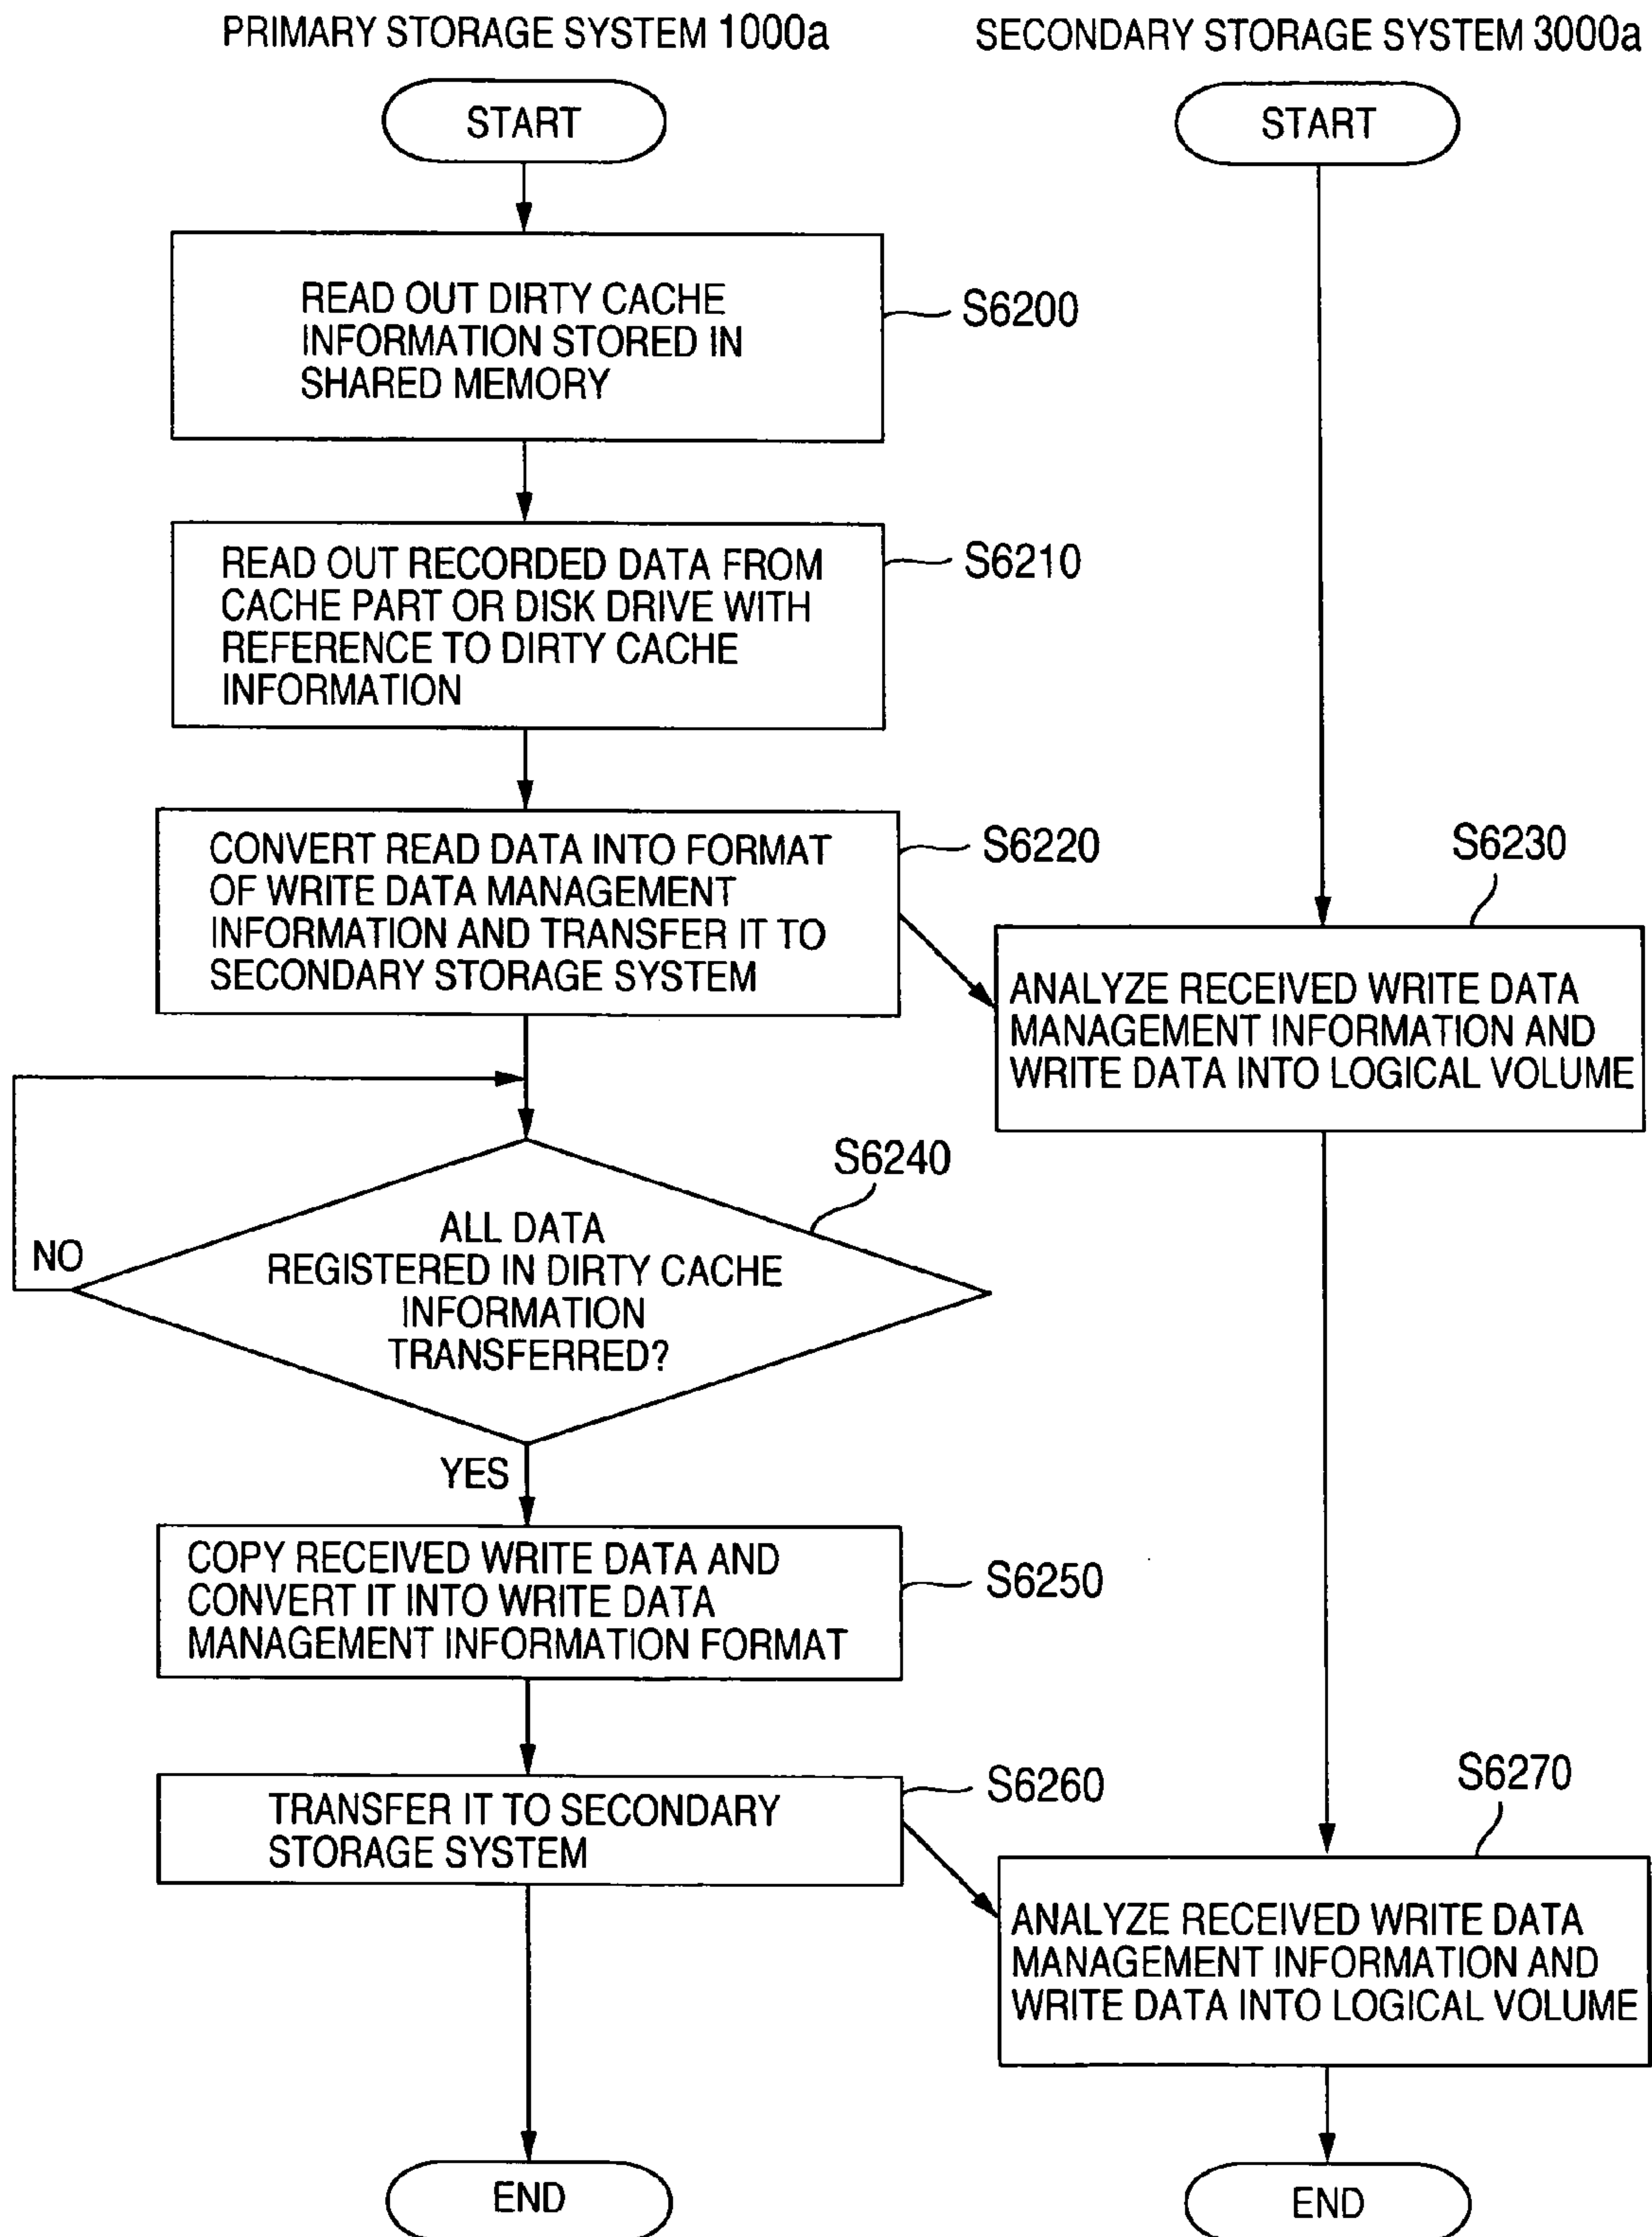 PRIMARY STORAGE SYSTEM 1000a
SECONDARY STORAGE SYSTEM 3000a
START
START
READ OUT DIRTY CACHE
INFORMATION STORED IN
SHARED MEMORY
S6200
READ OUT RECORDED DATA FROM
CACHE PART OR DISK DRIVE WITH
REFERENCE TO DIRTY CACHE
INFORMATION
S6210
CONVERT READ DATA INTO FORMAT
OF WRITE DATA MANAGEMENT
INFORMATION AND TRANSFER IT TO
SECONDARY STORAGE SYSTEM
S6220
S6230
ANALYZE RECEIVED WRITE DATA
MANAGEMENT INFORMATION AND
WRITE DATA INTO LOGICAL VOLUME
S6240
ALL DATA
REGISTERED IN DIRTY CACHE
INFORMATION
TRANSFERRED?
NO
YES
COPY RECEIVED WRITE DATA AND
CONVERT IT INTO WRITE DATA
MANAGEMENT INFORMATION FORMAT
S6250
TRANSFER IT TO SECONDARY
STORAGE SYSTEM
S6260
S6270
ANALYZE RECEIVED WRITE DATA
MANAGEMENT INFORMATION AND
WRITE DATA INTO LOGICAL VOLUME
END
END